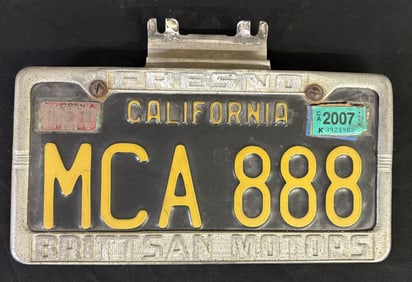 FRESNO
CALIFORNIA
2007
MCA 888
BRITTSAN MOTORS